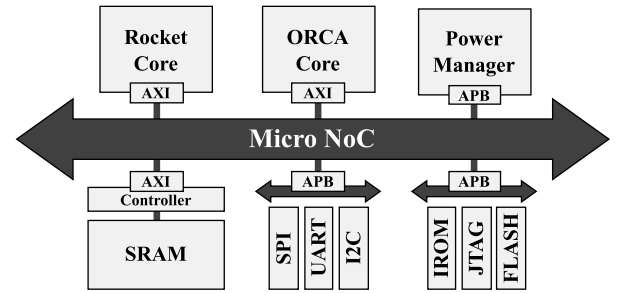 Rocket
Core
ORCA
Core
Power
Manager
AXI
AXI
APB
Micro NoC
AXI
APB
APB
Controller
SRAM
SPI
UART
I2C
IROM
JTAG
FLASH